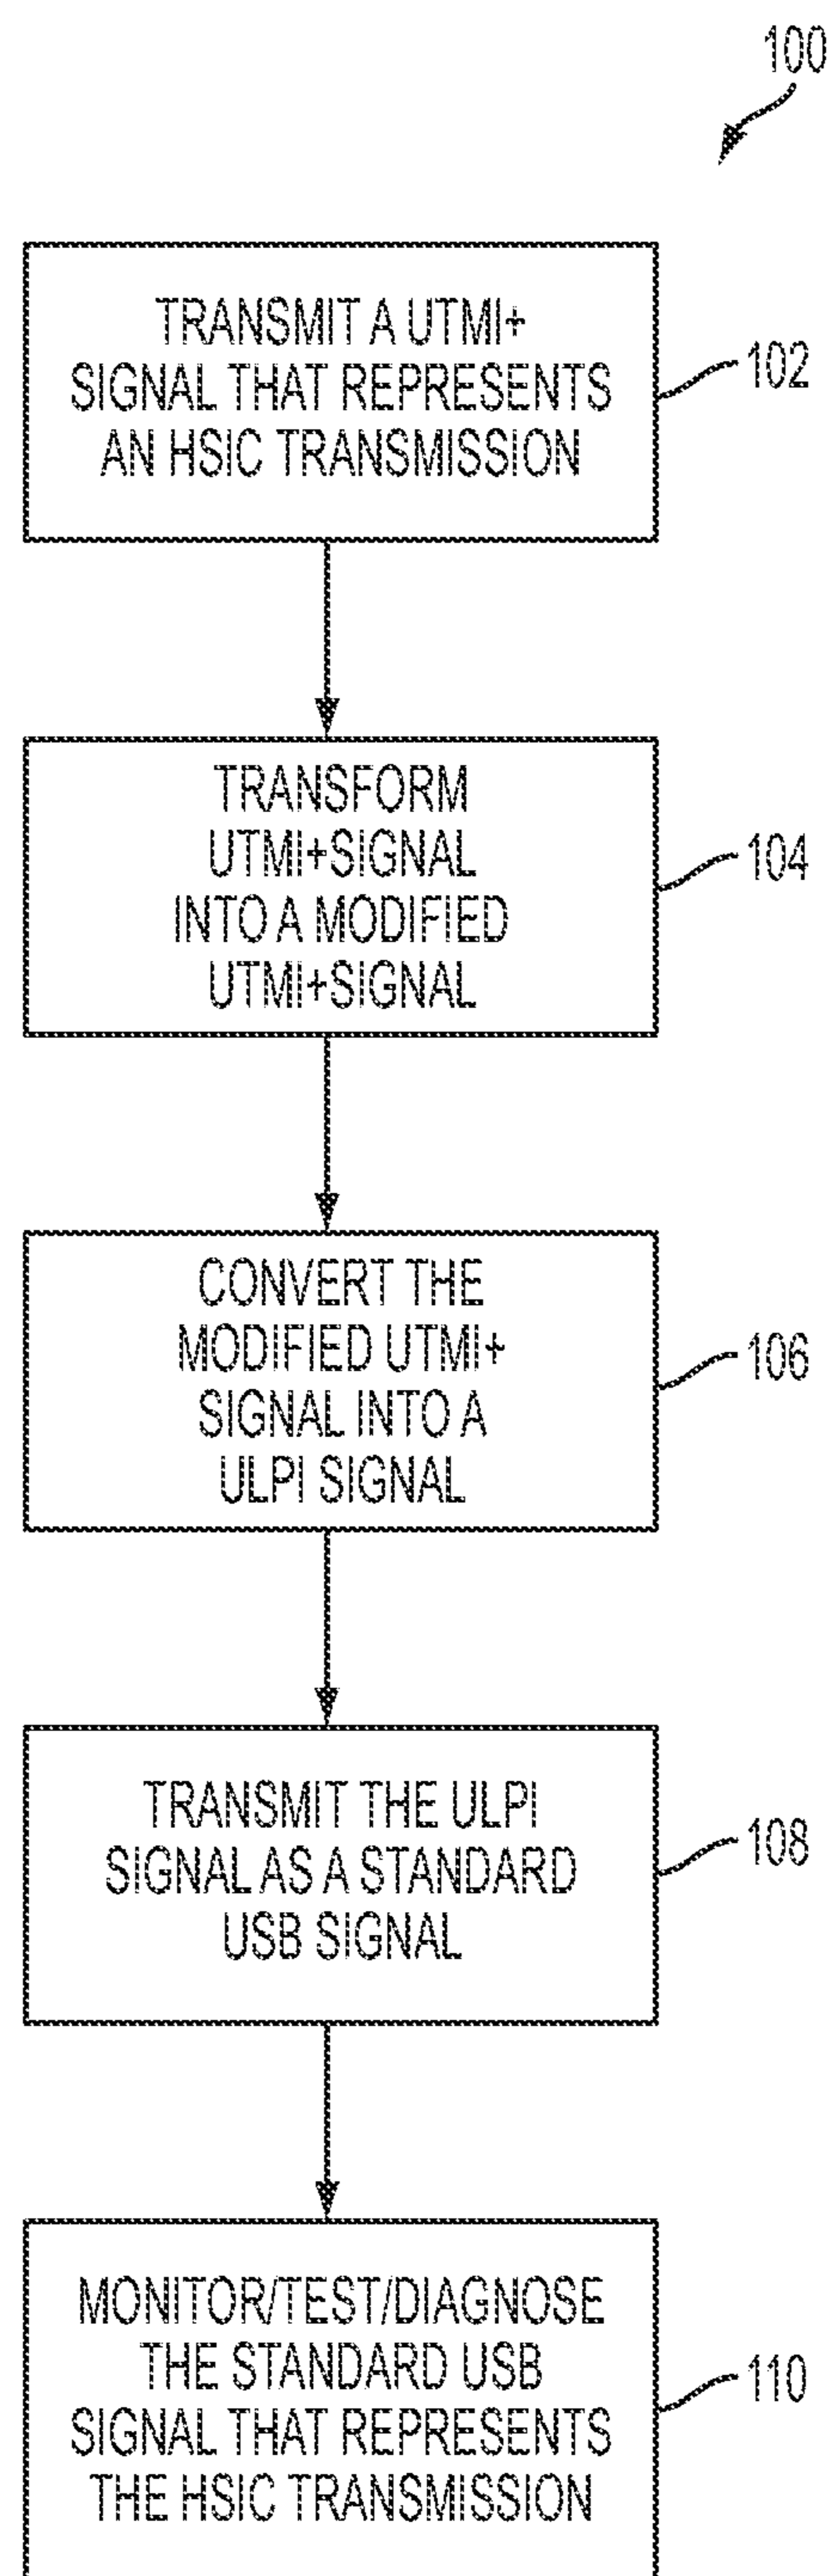 100
TRANSMIT A UTMI+
SIGNAL THAT REPRESENTS
AN HSIC TRANSMISSION
102
TRANSFORM
UTMI+SIGNAL
INTO A MODIFIED
UTMI+SIGNAL
104
CONVERT THE
MODIFIED UTMI+
SIGNAL INTO A
ULPI SIGNAL
106
TRANSMIT THE ULPI
SIGNAL AS A STANDARD
USB SIGNAL
108
MONITOR/TEST/DIAGNOSE
THE STANDARD USB
SIGNAL THAT REPRESENTS
THE HSIC TRANSMISSION
110